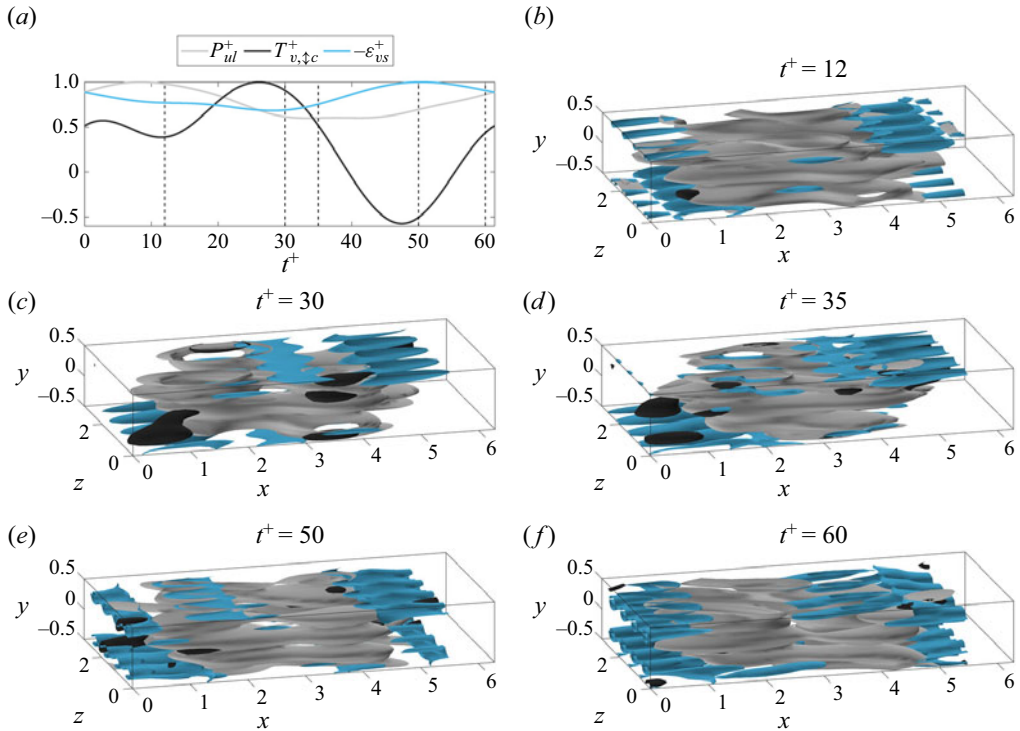 (a)
P⁺ᵤₗ T⁺ᵥ,↕c −εᵥₛ⁺
1.0
0.5
0
−0.5
0 10 20 30 40 50 60
t⁺
(b)
t⁺ = 12
0.5
0
−0.5
y
2
0
z
0 1 2 3 4 5 6
x
(c)
t⁺ = 30
0.5
0
−0.5
y
2
0
z
0 1 2 3 4 5 6
x
(d)
t⁺ = 35
0.5
0
−0.5
y
2
0
z
0 1 2 3 4 5 6
x
(e)
t⁺ = 50
0.5
0
−0.5
y
2
0
z
0 1 2 3 4 5 6
x
(f)
t⁺ = 60
0.5
0
−0.5
y
2
0
z
0 1 2 3 4 5 6
x